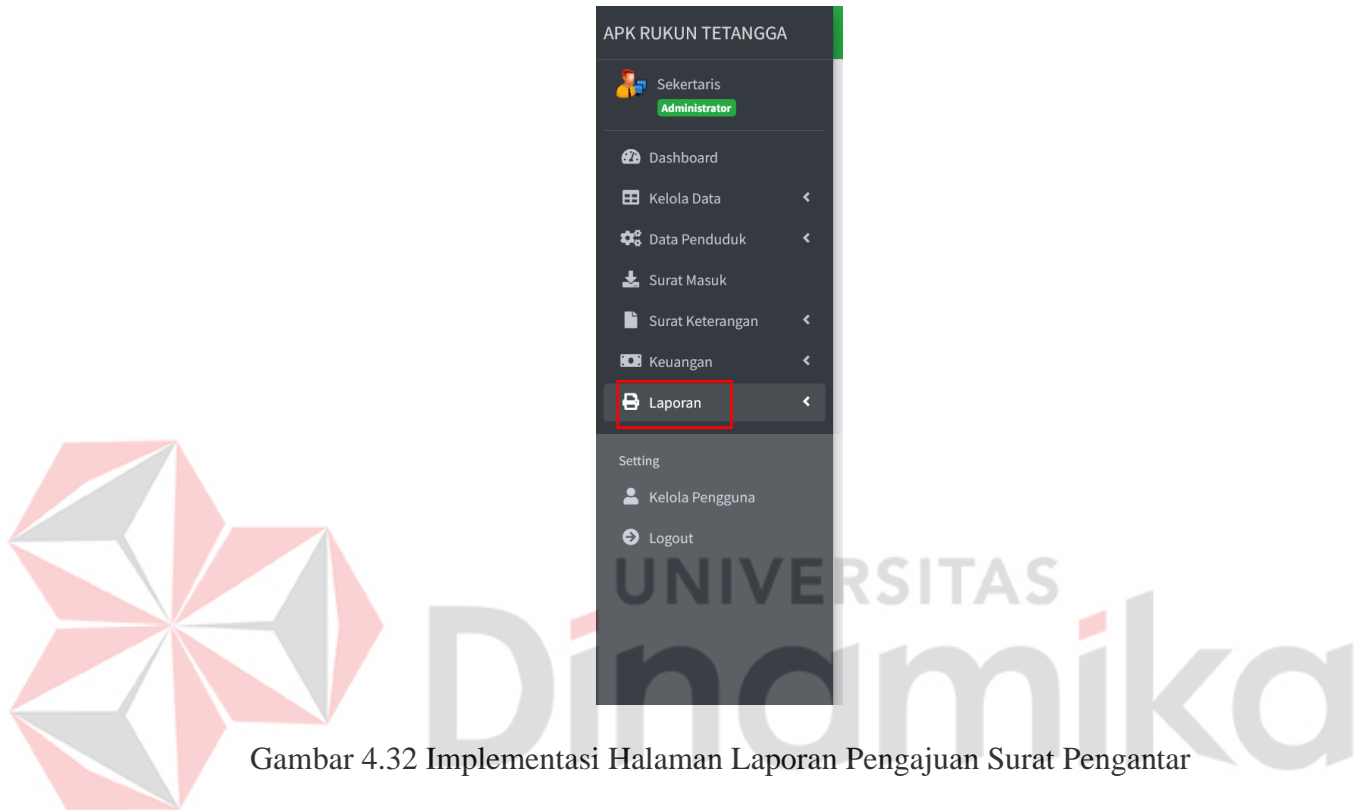 APK RUKUN TETANGGA
Sekertaris
Administrator
Dashboard
Kelola Data
Data Penduduk
Surat Masuk
Surat Keterangan
Keuangan
Laporan
Setting
Kelola Pengguna
Logout
UNIVERSITAS
Dinamika
Gambar 4.32 Implementasi Halaman Laporan Pengajuan Surat Pengantar